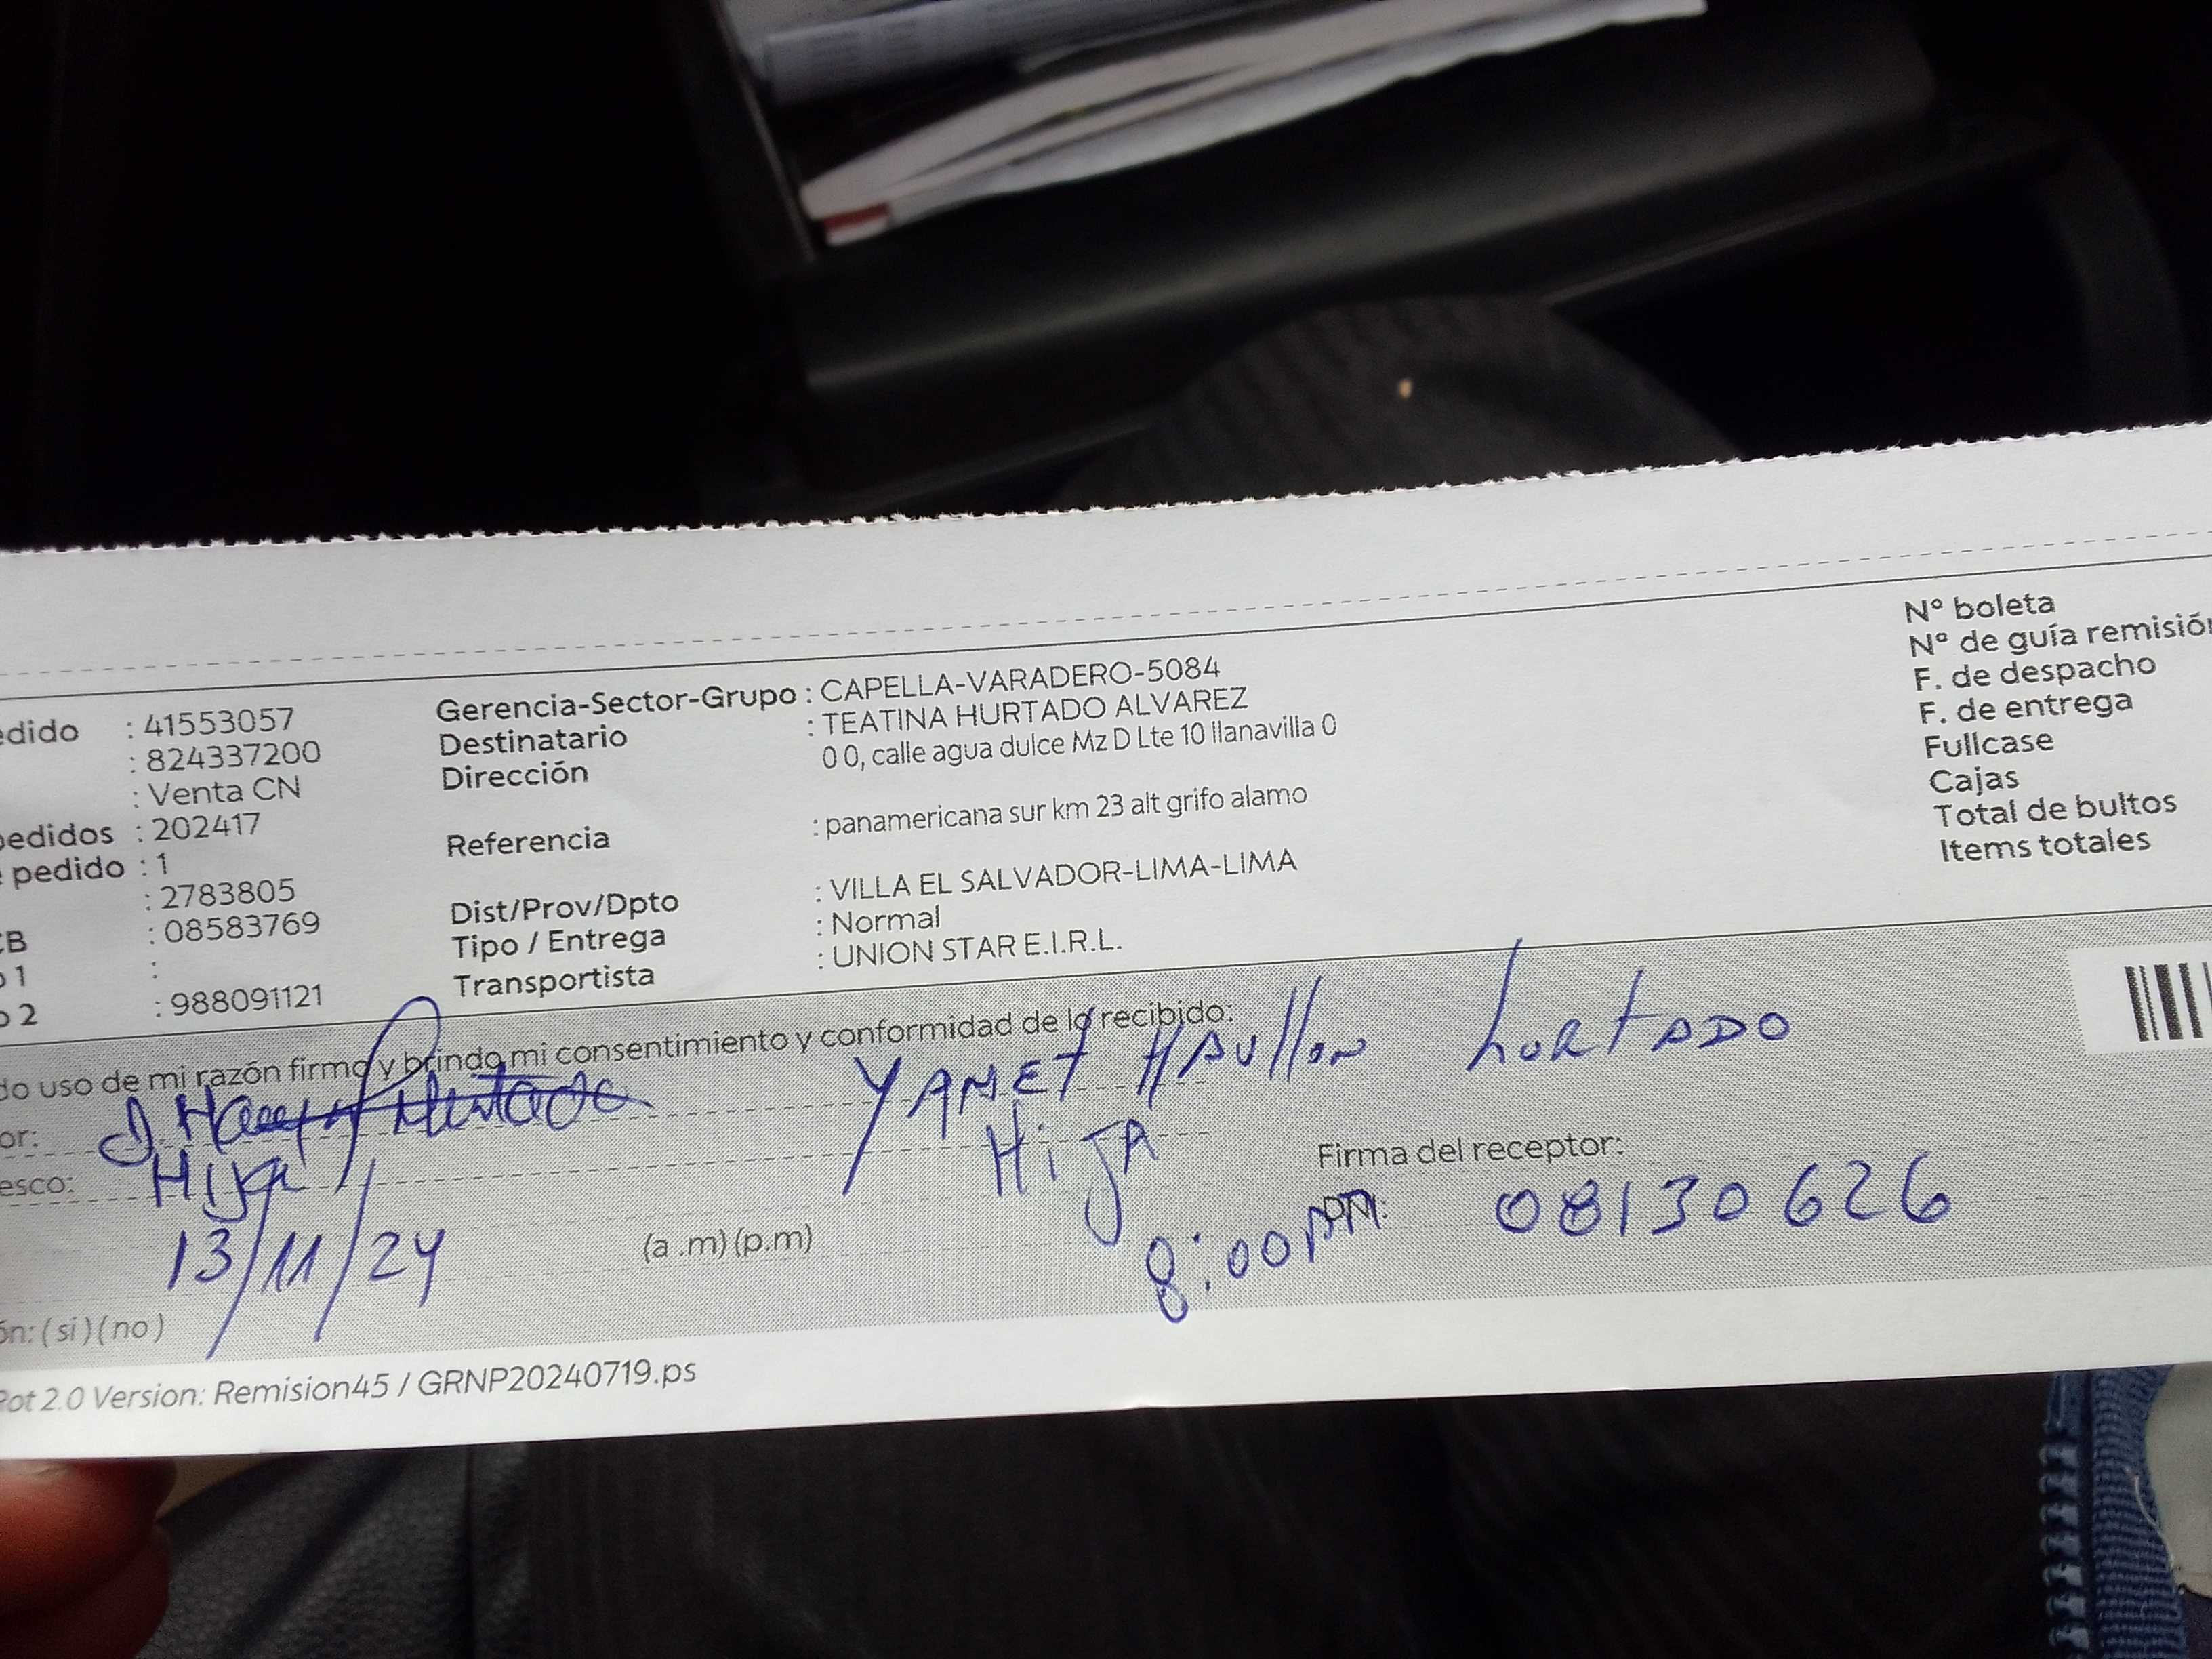 edido : 41553057
: 824337200
: Venta CN
pedidos : 202417
pedido : 1
: 2783805
CB : 08583769
o 1 :
o 2 : 988091121
Gerencia-Sector-Grupo : CAPELLA-VARADERO-5084
Destinatario : TEATINA HURTADO ALVAREZ
Dirección 0 0, calle agua dulce Mz D Lte 10 llanavilla 0
Referencia : panamericana sur km 23 alt grifo alamo
Dist/Prov/Dpto : VILLA EL SALVADOR-LIMA-LIMA
Tipo / Entrega : Normal
Transportista : UNION STAR E.I.R.L.
N° boleta
N° de guía remisión
F. de despacho
F. de entrega
Fullcase
Cajas
Total de bultos
Items totales
do uso de mi razón firmo y brindo mi consentimiento y conformidad de lo recibido:
or: YANET HAULLON hURTADO
esco: Hija HiJA
Firma del receptor:
13/11/24 (a .m) (p.m) 8:00PM DNI: 08130626
ón: ( si ) ( no )
Pot 2.0 Version: Remision45 / GRNP20240719.ps